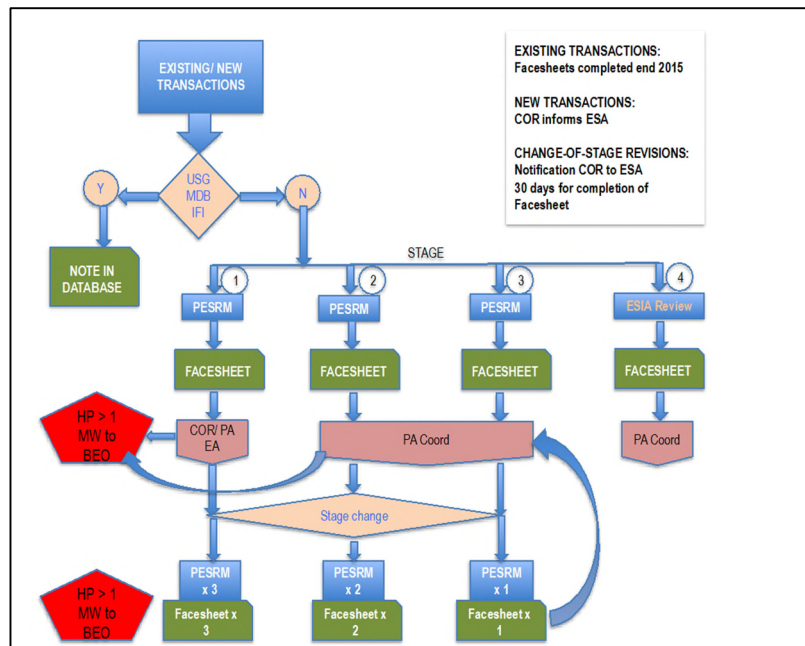 EXISTING/ NEW
TRANSACTIONS
EXISTING TRANSACTIONS:
Facesheets completed end 2015
NEW TRANSACTIONS:
COR informs ESA
CHANGE-OF-STAGE REVISIONS:
Notification COR to ESA
30 days for completion of
Facesheet
Y
USG
MDB
IFI
N
NOTE IN
DATABASE
STAGE
1
2
3
4
PESRM
PESRM
PESRM
ESIA Review
FACESHEET
FACESHEET
FACESHEET
FACESHEET
HP > 1
MW to
BEO
COR/ PA
EA
PA Coord
PA Coord
Stage change
PESRM
x 3
PESRM
x 2
PESRM
x 1
HP > 1
MW to
BEO
Facesheet x
3
Facesheet x
2
Facesheet x
1